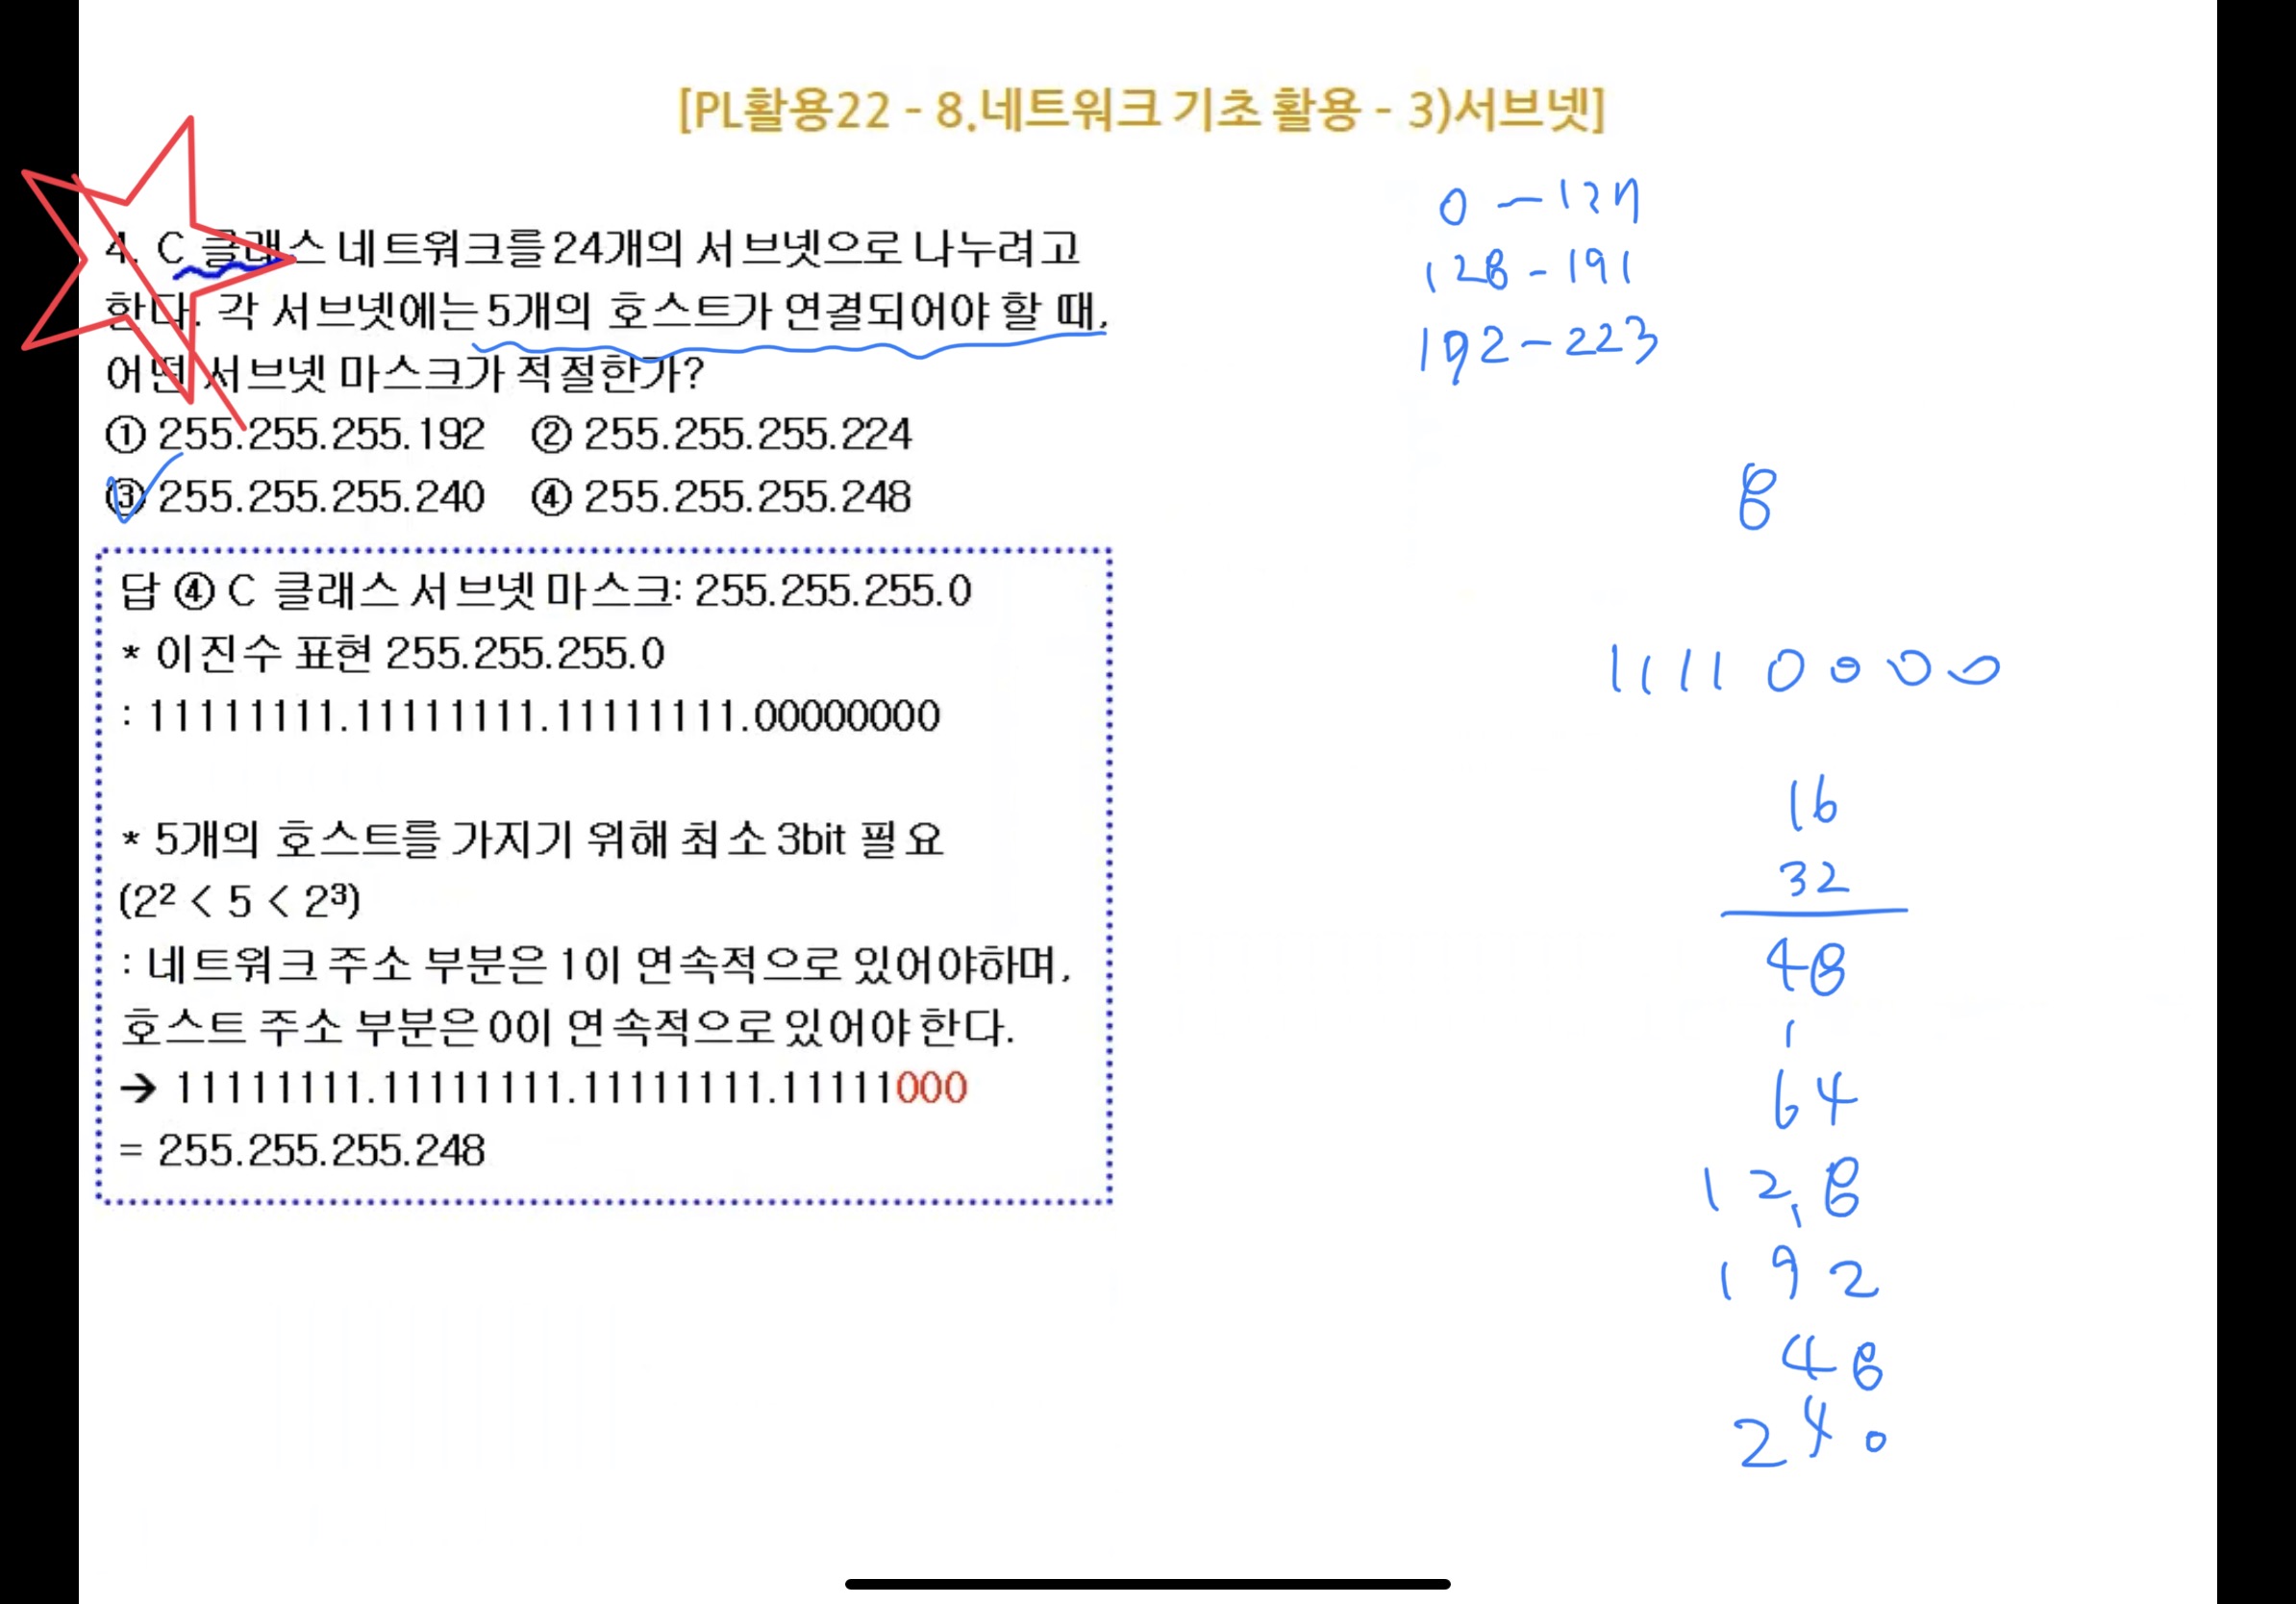 [PL활용22 - 8.네트워크 기초 활용 - 3)서브넷]
4. C 클래스 네트워크를 24개의 서브넷으로 나누려고
한다. 각 서브넷에는 5개의 호스트가 연결되어야 할 때,
어떤 서브넷 마스크가 적절한가?
① 255.255.255.192 ② 255.255.255.224
③ 255.255.255.240 ④ 255.255.255.248
답 ④ C 클래스 서브넷 마스크: 255.255.255.0
* 이진수 표현 255.255.255.0
: 11111111.11111111.11111111.00000000
* 5개의 호스트를 가지기 위해 최소 3bit 필요
(2² < 5 < 2³)
: 네트워크 주소 부분은 1이 연속적으로 있어야하며,
호스트 주소 부분은 0이 연속적으로 있어야 한다.
→ 11111111.11111111.11111111.11111000
= 255.255.255.248
0 - 127
128 - 191
192 - 223
8
11110000
16
32
48
1
64
128
1
192
48
240